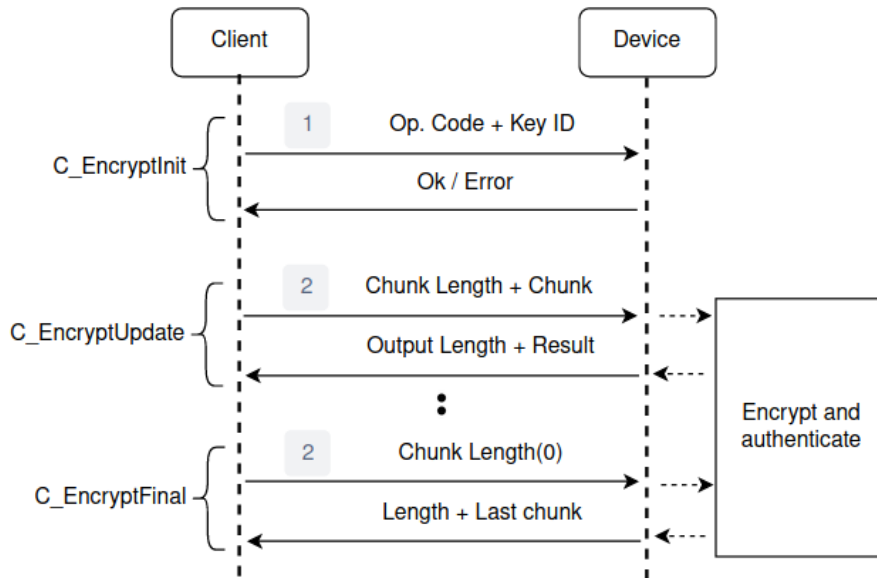 Client
Device
1
Op. Code + Key ID
C_EncryptInit
Ok / Error
2
Chunk Length + Chunk
C_EncryptUpdate
Output Length + Result
Encrypt and
authenticate
2
Chunk Length(0)
C_EncryptFinal
Length + Last chunk